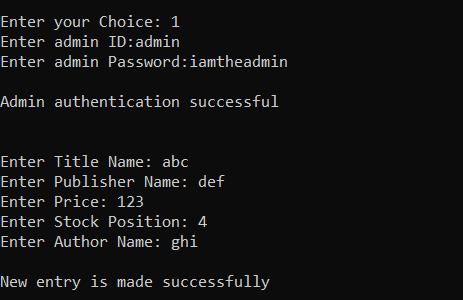 Enter your Choice: 1
Enter admin ID:admin
Enter admin Password:iamtheadmin
Admin authentication successful
Enter Title Name: abc
Enter Publisher Name: def
Enter Price: 123
Enter Stock Position: 4
Enter Author Name: ghi
New entry is made successfully